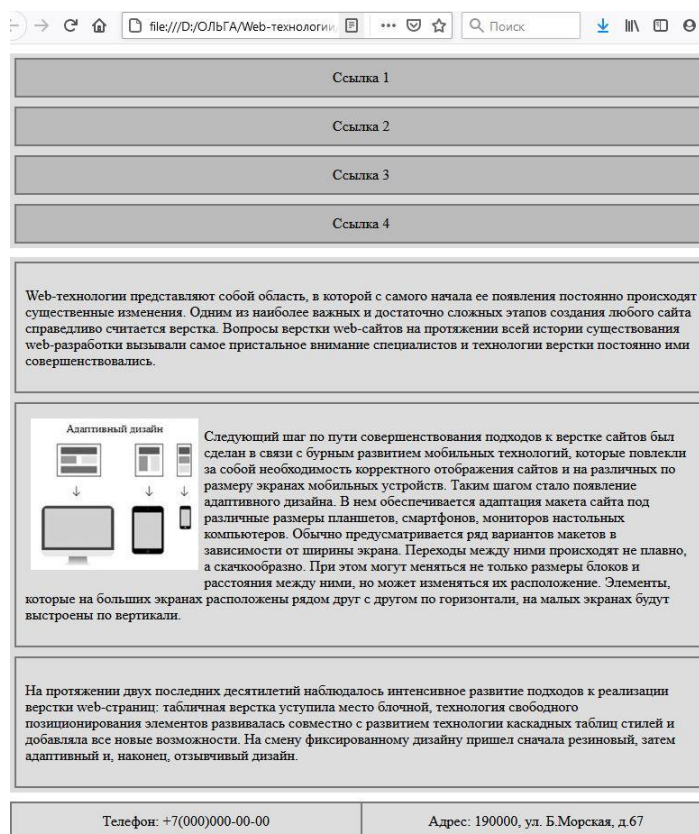 file:///D:/ОЛЬГА/Web-технологии,
Поиск
Ссылка 1
Ссылка 2
Ссылка 3
Ссылка 4
Web-технологии представляют собой область, в которой с самого начала ее появления постоянно происходят
существенные изменения. Одним из наиболее важных и достаточно сложных этапов создания любого сайта
справедливо считается верстка. Вопросы верстки web-сайтов на протяжении всей истории существования
web-разработки вызывали самое пристальное внимание специалистов и технологии верстки постоянно ими
совершенствовались.
Адаптивный дизайн
Следующий шаг по пути совершенствования подходов к верстке сайтов был
сделан в связи с бурным развитием мобильных технологий, которые повлекли
за собой необходимость корректного отображения сайтов и на различных по
размеру экранах мобильных устройств. Таким шагом стало появление
адаптивного дизайна. В нем обеспечивается адаптация макета сайта под
различные размеры планшетов, смартфонов, мониторов настольных
компьютеров. Обычно предусматривается ряд вариантов макетов в
зависимости от ширины экрана. Переходы между ними происходят не плавно,
а скачкообразно. При этом могут меняться не только размеры блоков и
расстояния между ними, но может изменяться их расположение. Элементы,
которые на больших экранах расположены рядом друг с другом по горизонтали, на малых экранах будут
выстроены по вертикали.
На протяжении двух последних десятилетий наблюдалось интенсивное развитие подходов к реализации
верстки web-страниц: табличная верстка уступила место блочной, технология свободного
позиционирования элементов развивалась совместно с развитием технологии каскадных таблиц стилей и
добавляла все новые возможности. На смену фиксированному дизайну пришел сначала резиновый, затем
адаптивный и, наконец, отзывчивый дизайн.
Телефон: +7(000)000-00-00
Адрес: 190000, ул. Б.Морская, д.67